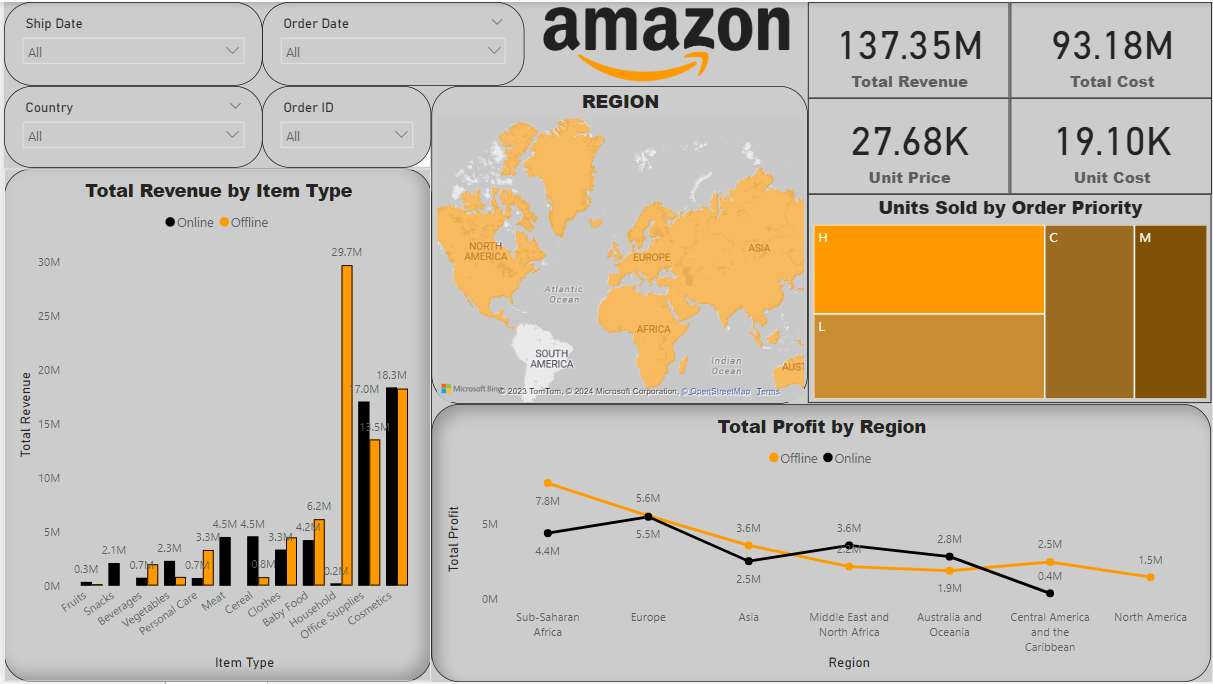 Ship Date
All
Order Date
All
Country
All
Order ID
All
amazon
137.35M
Total Revenue
93.18M
Total Cost
27.68K
Unit Price
19.10K
Unit Cost
Total Revenue by Item Type
Online Offline
Total Revenue
30M
25M
20M
15M
10M
5M
0M
0.3M
2.1M
0.7M
2.3M
0.7M
3.3M
4.5M
4.5M
0.8M
3.3M
4.2M
6.2M
0.2M
29.7M
17.0M
13.5M
18.3M
Fruits
Snacks
Beverages
Vegetables
Personal Care
Meat
Cereal
Clothes
Baby Food
Household
Office Supplies
Cosmetics
Item Type
REGION
NORTH
AMERICA
EUROPE
ASIA
Atlantic
Ocean
AFRICA
SOUTH
AMERICA
Indian
Ocean
AUST
Microsoft Bing
© 2023 TomTom, © 2024 Microsoft Corporation, © OpenStreetMap Terms
Units Sold by Order Priority
H
L
C
M
Total Profit by Region
Offline Online
Total Profit
5M
0M
7.8M
4.4M
5.6M
5.5M
3.6M
2.5M
3.6M
2.2M
2.8M
1.9M
2.5M
0.4M
1.5M
Sub-Saharan
Africa
Europe
Asia
Middle East and
North Africa
Australia and
Oceania
Central America
and the
Caribbean
North America
Region